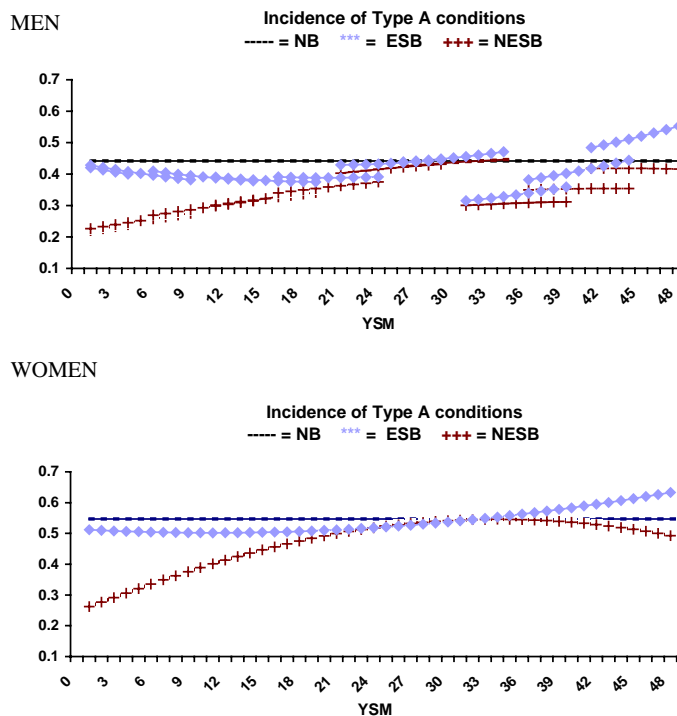 MEN
Incidence of Type A conditions
----- = NB *** = ESB +++ = NESB
0.7
0.6
0.5
0.4
0.3
0.2
0.1
0 3 6 9 12 15 18 21 24 27 30 33 36 39 42 45 48
YSM
WOMEN
Incidence of Type A conditions
----- = NB *** = ESB +++ = NESB
0.7
0.6
0.5
0.4
0.3
0.2
0.1
0 3 6 9 12 15 18 21 24 27 30 33 36 39 42 45 48
YSM